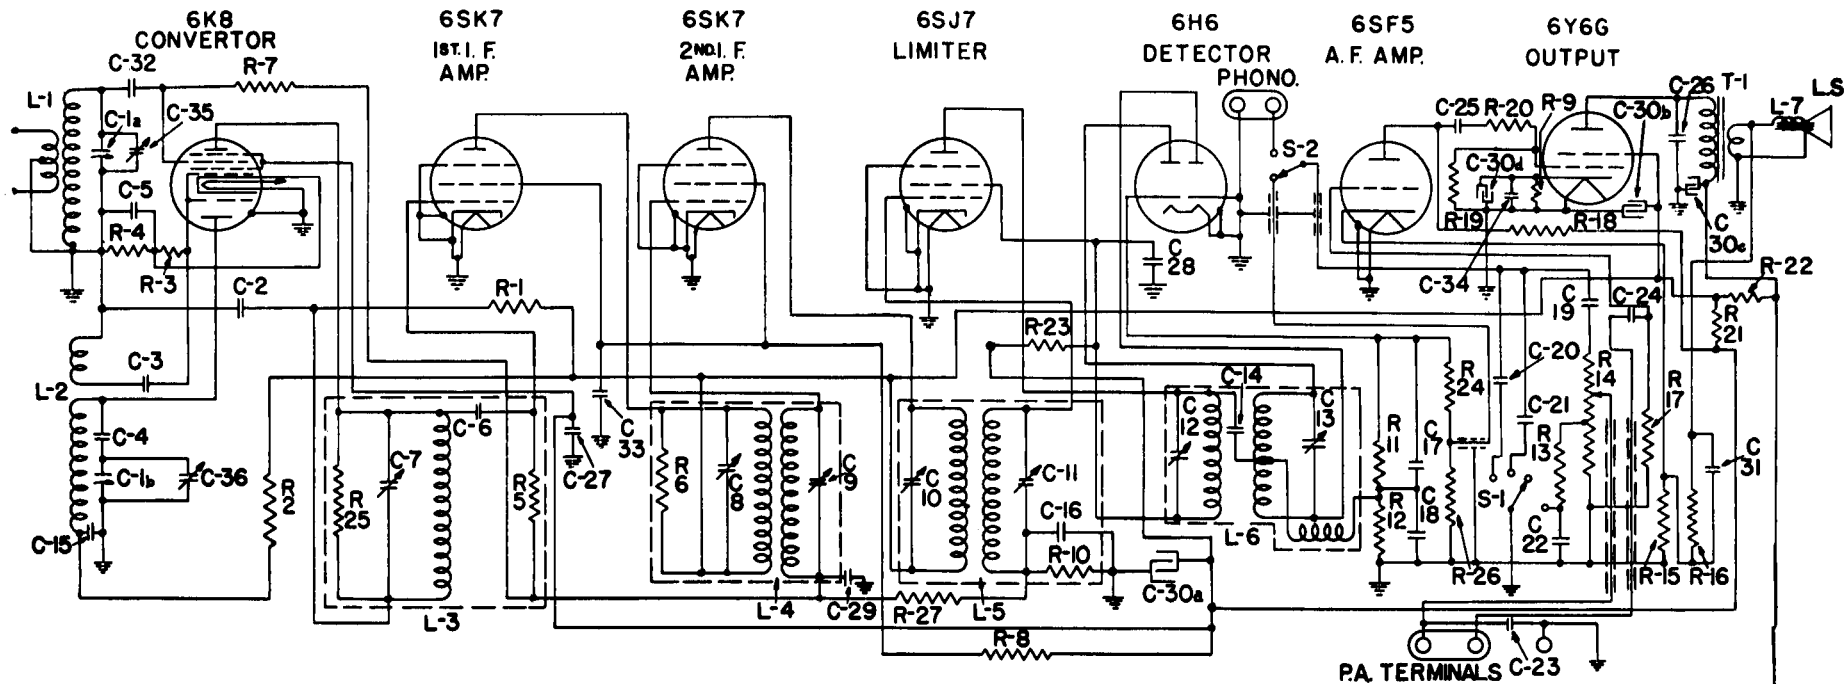 6K8
CONVERTOR
6SK7
1ST. I. F.
AMP.
6SK7
2ND. I. F.
AMP.
6SJ7
LIMITER
6H6
DETECTOR
PHONO.
6SF5
A. F. AMP.
6Y6G
OUTPUT
C-32
R-7
L-1
C-1a
C-35
C-5
R-4
R-3
C-2
R-1
C-3
L-2
C-4
C-1b
C-36
C-15
R
2
R
25
C-7
C-6
R
5
L-3
C-27
C
33
R
6
C
8
C
9
L-4
C-29
C
10
C-11
C-16
R-10
R-27
L-5
R-8
C-30a
R-23
C
28
C
12
C-14
C
13
L-6
S-2
R
11
R
12
C
17
C
18
R
24
R-26
C-20
C-21
S-1
R
13
C
22
R
14
C
19
C-24
R
17
R-15
R-16
C
31
C-25
R-20
R-9
C-30b
C-30d
R-19
C-34
R-18
C-26
T-1
L.S.
L-7
C
30c
R-22
R
21
P.A. TERMINALS
C-23